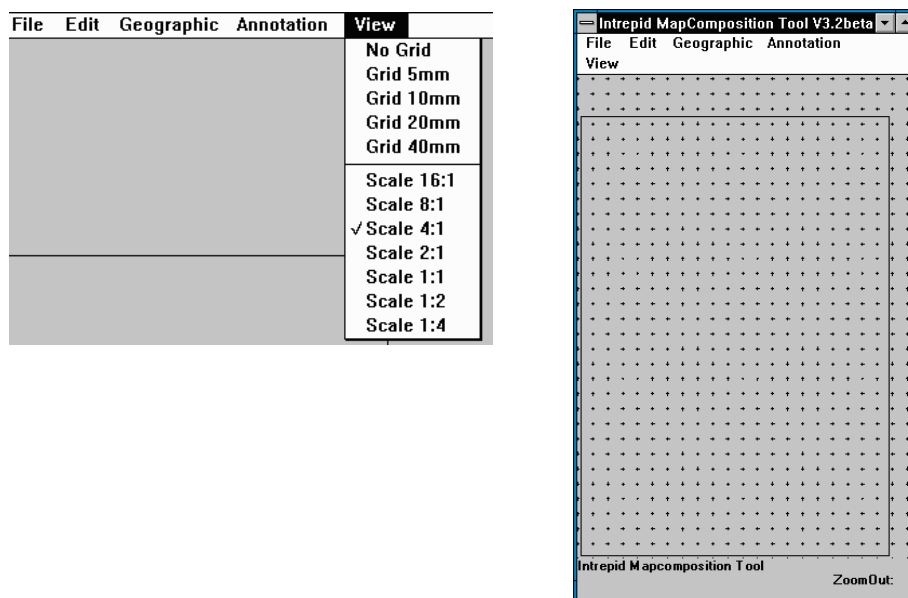 File Edit Geographic Annotation View
No Grid
Grid 5mm
Grid 10mm
Grid 20mm
Grid 40mm
Scale 16:1
Scale 8:1
√ Scale 4:1
Scale 2:1
Scale 1:1
Scale 1:2
Scale 1:4
Intrepid MapComposition Tool V3.2beta
File Edit Geographic Annotation
View
Intrepid Mapcomposition Tool
ZoomOut: